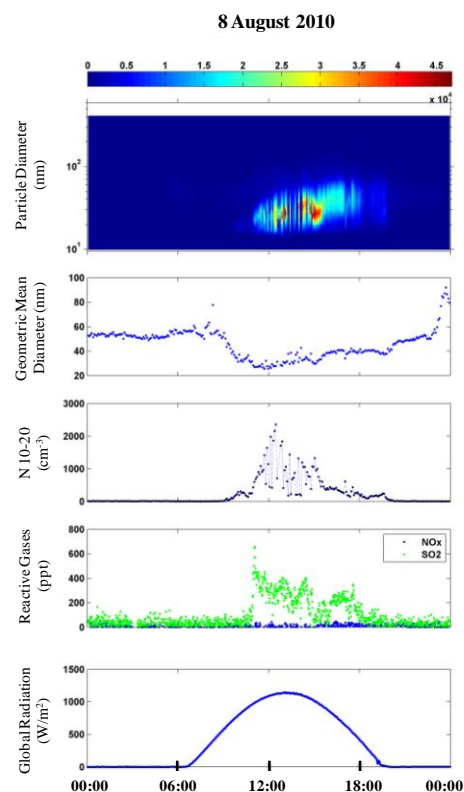 8 August 2010
0 0.5 1 1.5 2 2.5 3 3.5 4 4.5
x 10⁴
Particle Diameter
(nm)
10²
10¹
Geometric Mean
Diameter (nm)
100
80
60
40
20
N 10-20
(cm⁻³)
3000
2000
1000
0
Reactive Gases
(ppt)
800
600
400
200
0
NOx
SO2
Global Radiation
(W/m²)
1500
1000
500
0
00:00 06:00 12:00 18:00 00:00